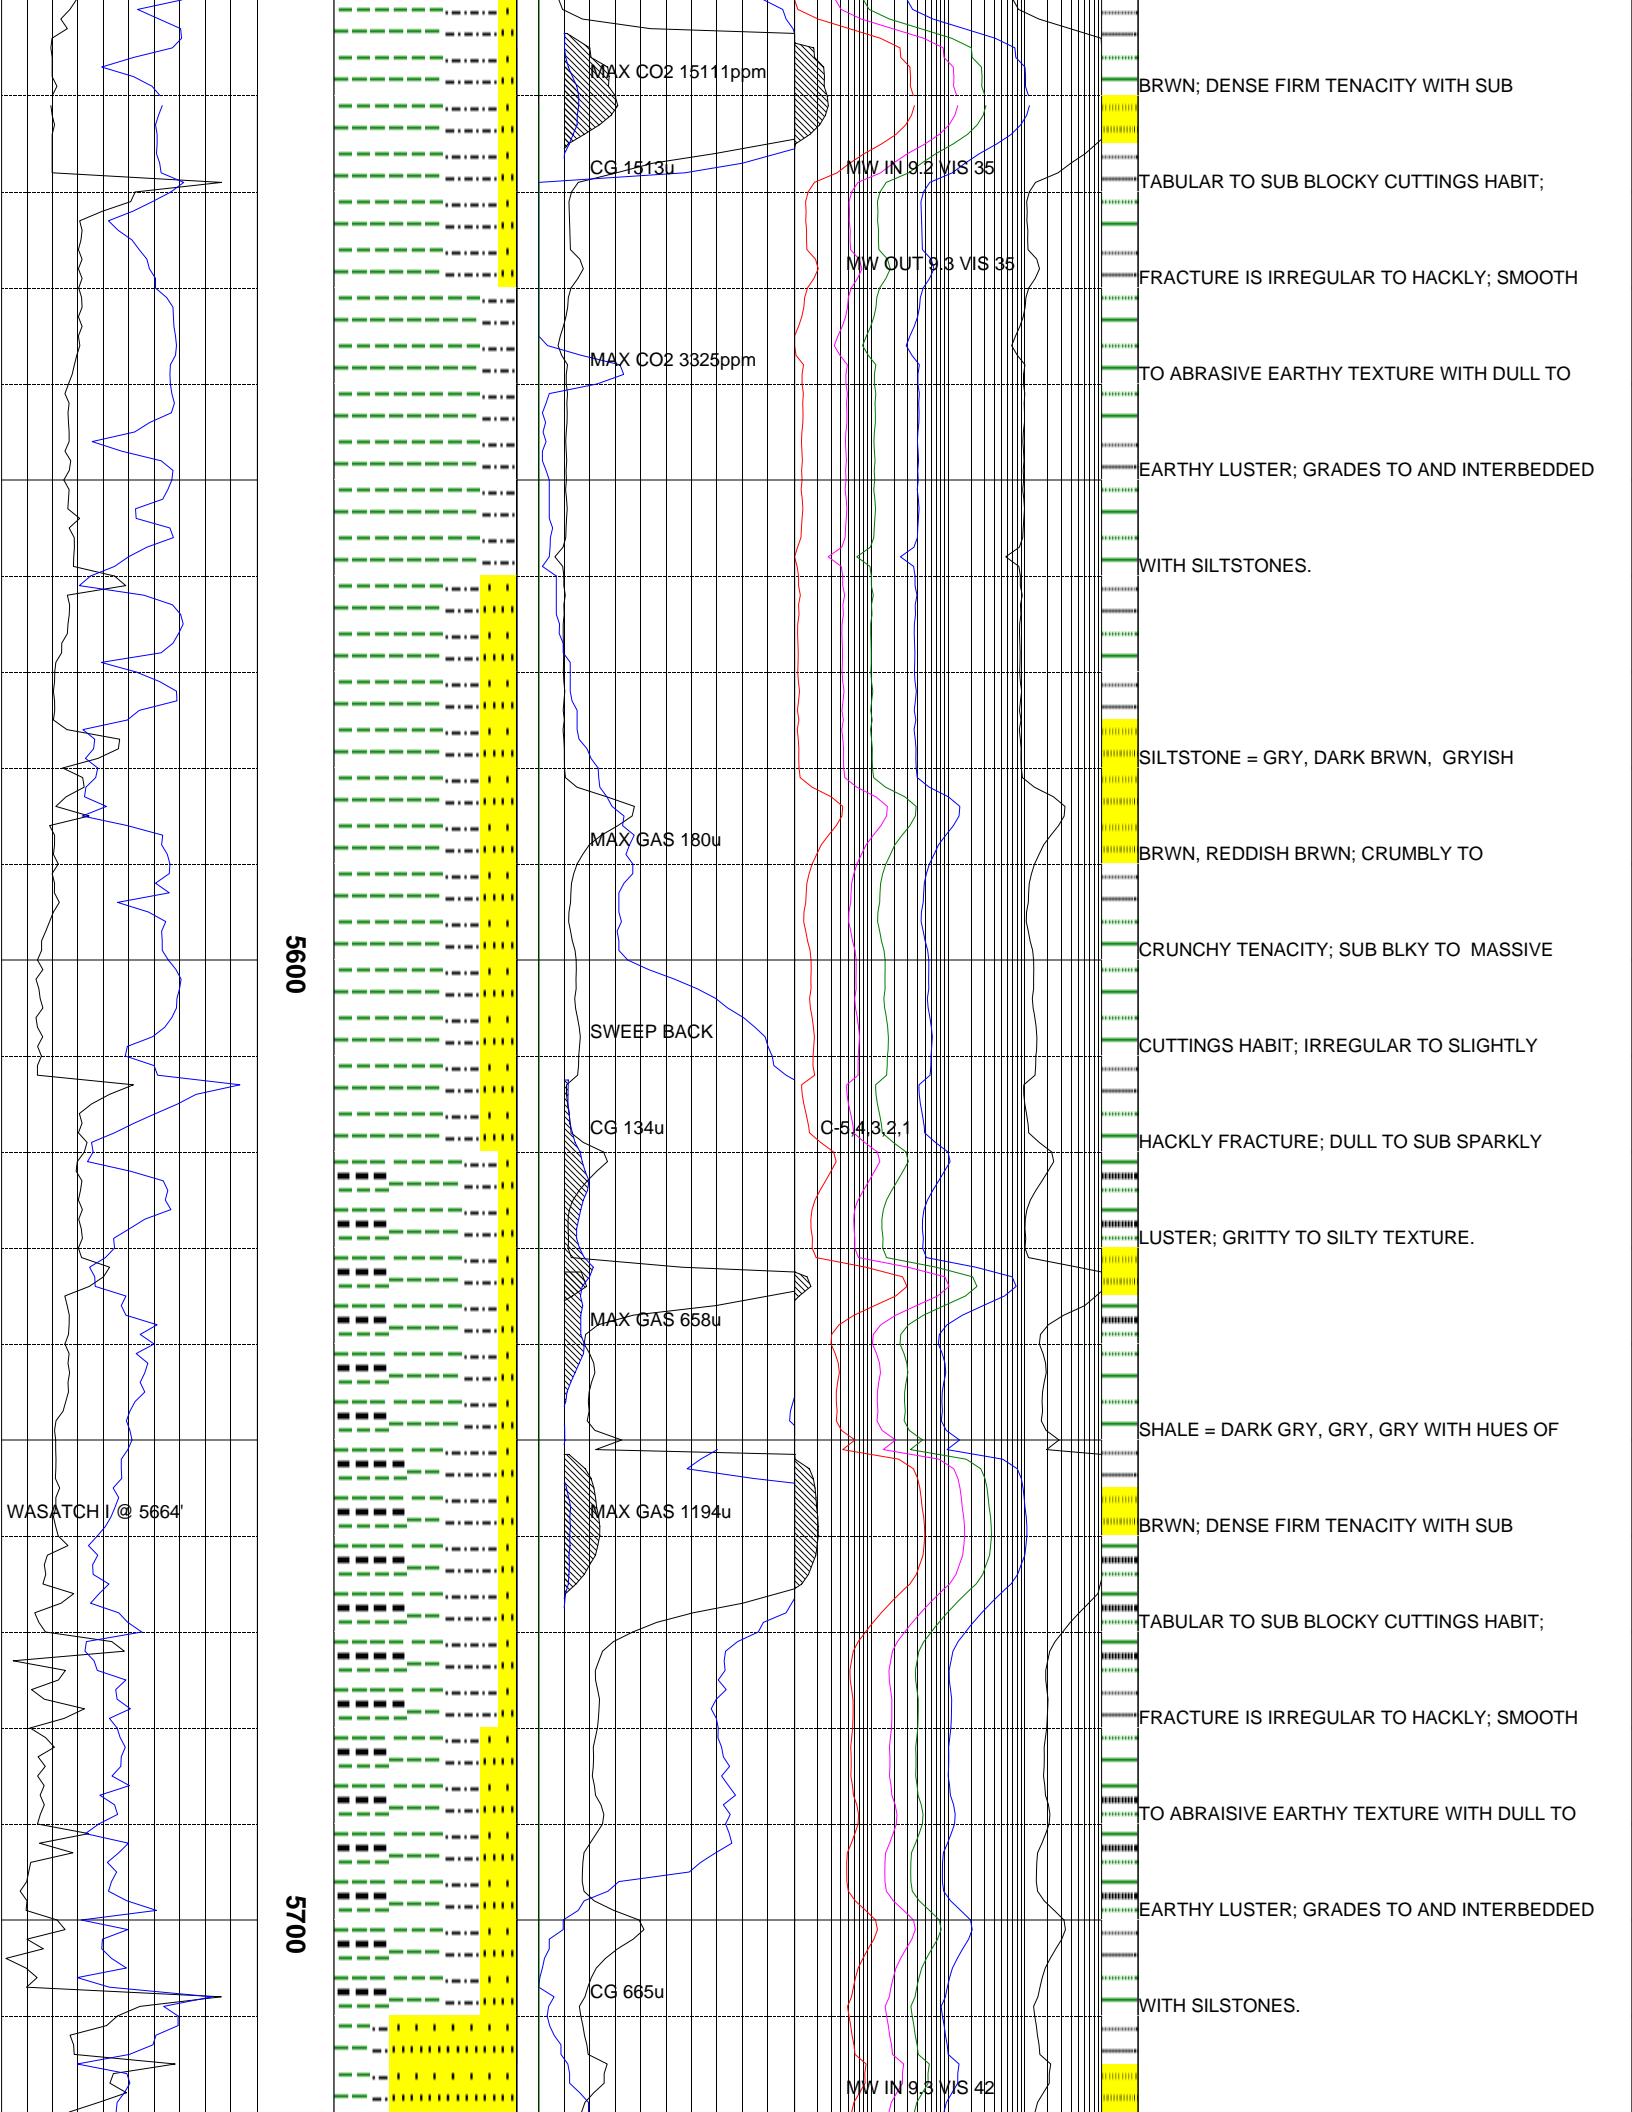 MAX CO2 15111ppm
BRWN; DENSE FIRM TENACITY WITH SUB
CG 1513u
MW IN 9.2 VIS 35
TABULAR TO SUB BLOCKY CUTTINGS HABIT;
MW OUT 9.3 VIS 35
FRACTURE IS IRREGULAR TO HACKLY; SMOOTH
MAX CO2 3325ppm
TO ABRASIVE EARTHY TEXTURE WITH DULL TO
EARTHY LUSTER; GRADES TO AND INTERBEDDED
WITH SILTSTONES.
SILTSTONE = GRY, DARK BRWN,  GRYISH
MAX GAS 180u
BRWN, REDDISH BRWN; CRUMBLY TO
5600
CRUNCHY TENACITY; SUB BLKY TO  MASSIVE
SWEEP BACK
CUTTINGS HABIT; IRREGULAR TO SLIGHTLY
CG 134u
C-5,4,3,2,1
HACKLY FRACTURE; DULL TO SUB SPARKLY
LUSTER; GRITTY TO SILTY TEXTURE.
MAX GAS 658u
SHALE = DARK GRY, GRY, GRY WITH HUES OF
WASATCH I @ 5664'
MAX GAS 1194u
BRWN; DENSE FIRM TENACITY WITH SUB
TABULAR TO SUB BLOCKY CUTTINGS HABIT;
FRACTURE IS IRREGULAR TO HACKLY; SMOOTH
TO ABRAISIVE EARTHY TEXTURE WITH DULL TO
5700
EARTHY LUSTER; GRADES TO AND INTERBEDDED
CG 665u
WITH SILSTONES.
MW IN 9.3 VIS 42